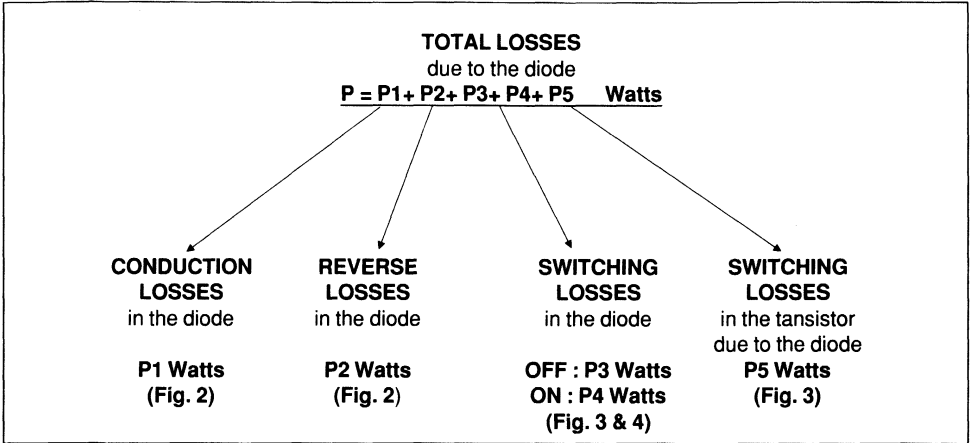 TOTAL LOSSES
due to the diode
P = P1+ P2+ P3+ P4+ P5 Watts
CONDUCTION
LOSSES
in the diode
P1 Watts
(Fig. 2)
REVERSE
LOSSES
in the diode
P2 Watts
(Fig. 2)
SWITCHING
LOSSES
in the diode
OFF : P3 Watts
ON : P4 Watts
(Fig. 3 & 4)
SWITCHING
LOSSES
in the tansistor
due to the diode
P5 Watts
(Fig. 3)